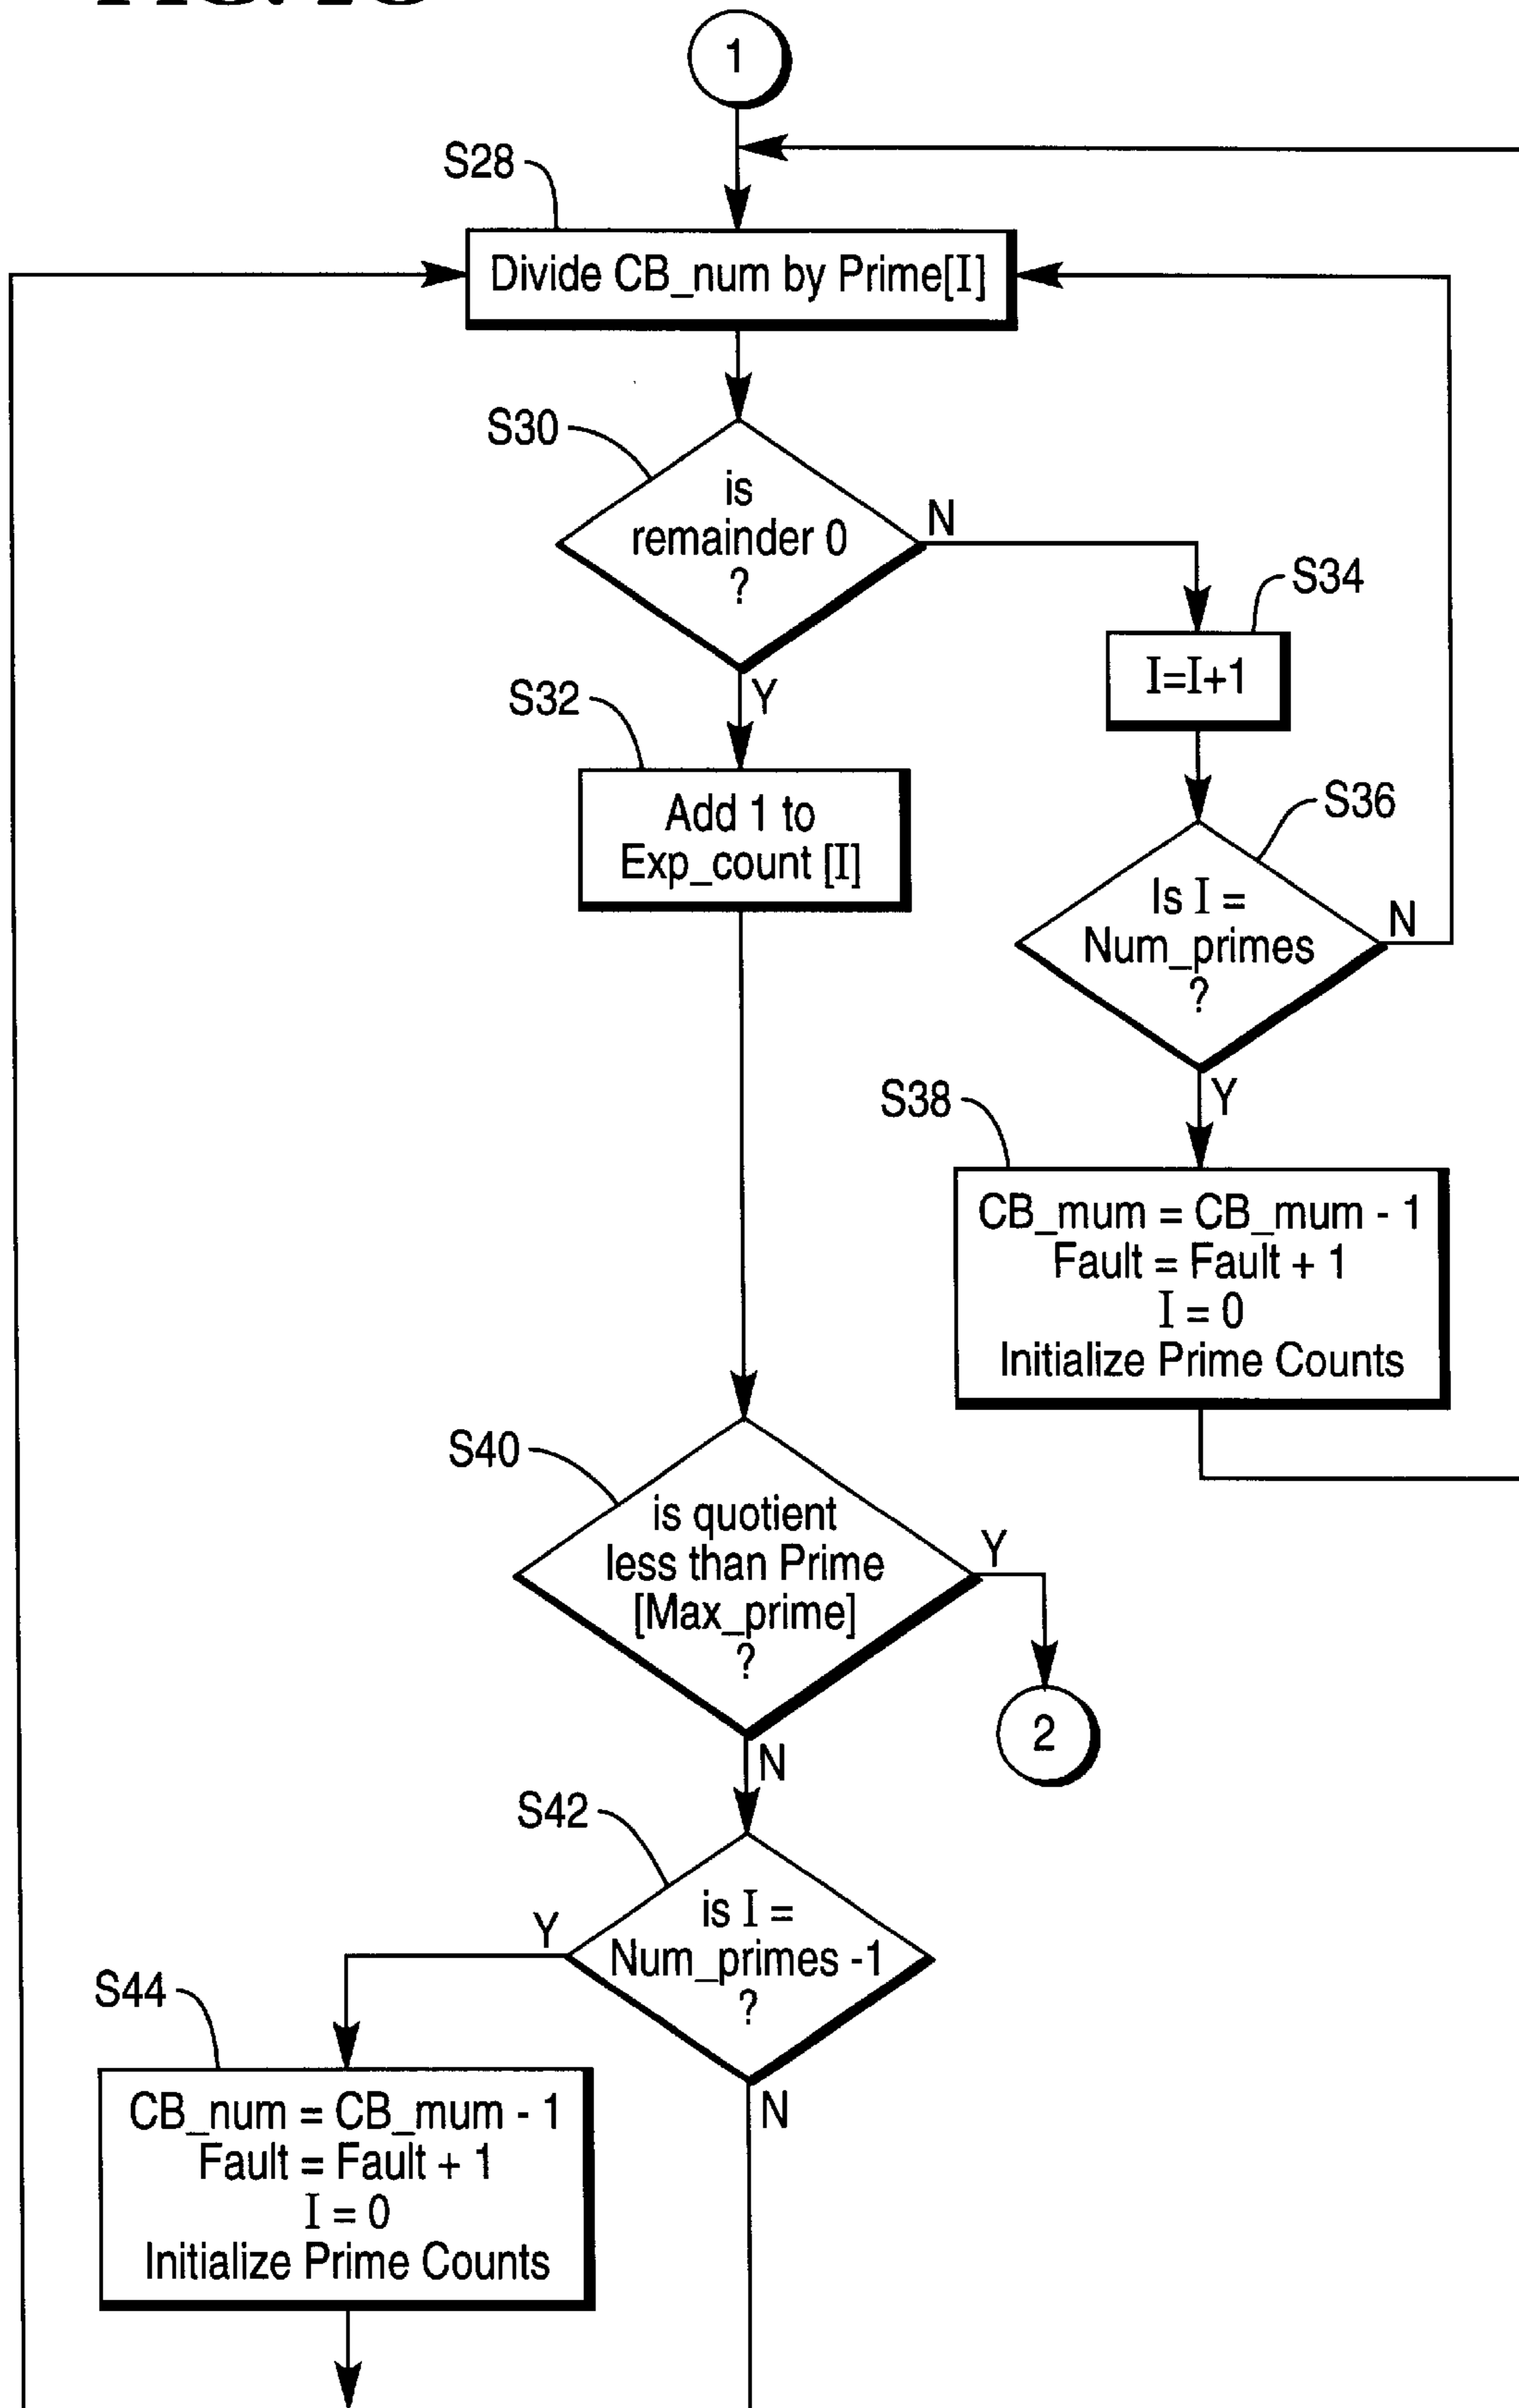 1
S28
Divide CB_num by Prime[I]
S30
is
remainder 0
?
N
Y
S34
I=I+1
S32
Add 1 to
Exp_count [I]
S36
Is I =
Num_primes
?
N
Y
S38
CB_mum = CB_mum - 1
Fault = Fault + 1
I = 0
Initialize Prime Counts
S40
is quotient
less than Prime
[Max_prime]
?
Y
2
N
S42
is I =
Num_primes -1
?
Y
N
S44
CB_num = CB_mum - 1
Fault = Fault + 1
I = 0
Initialize Prime Counts